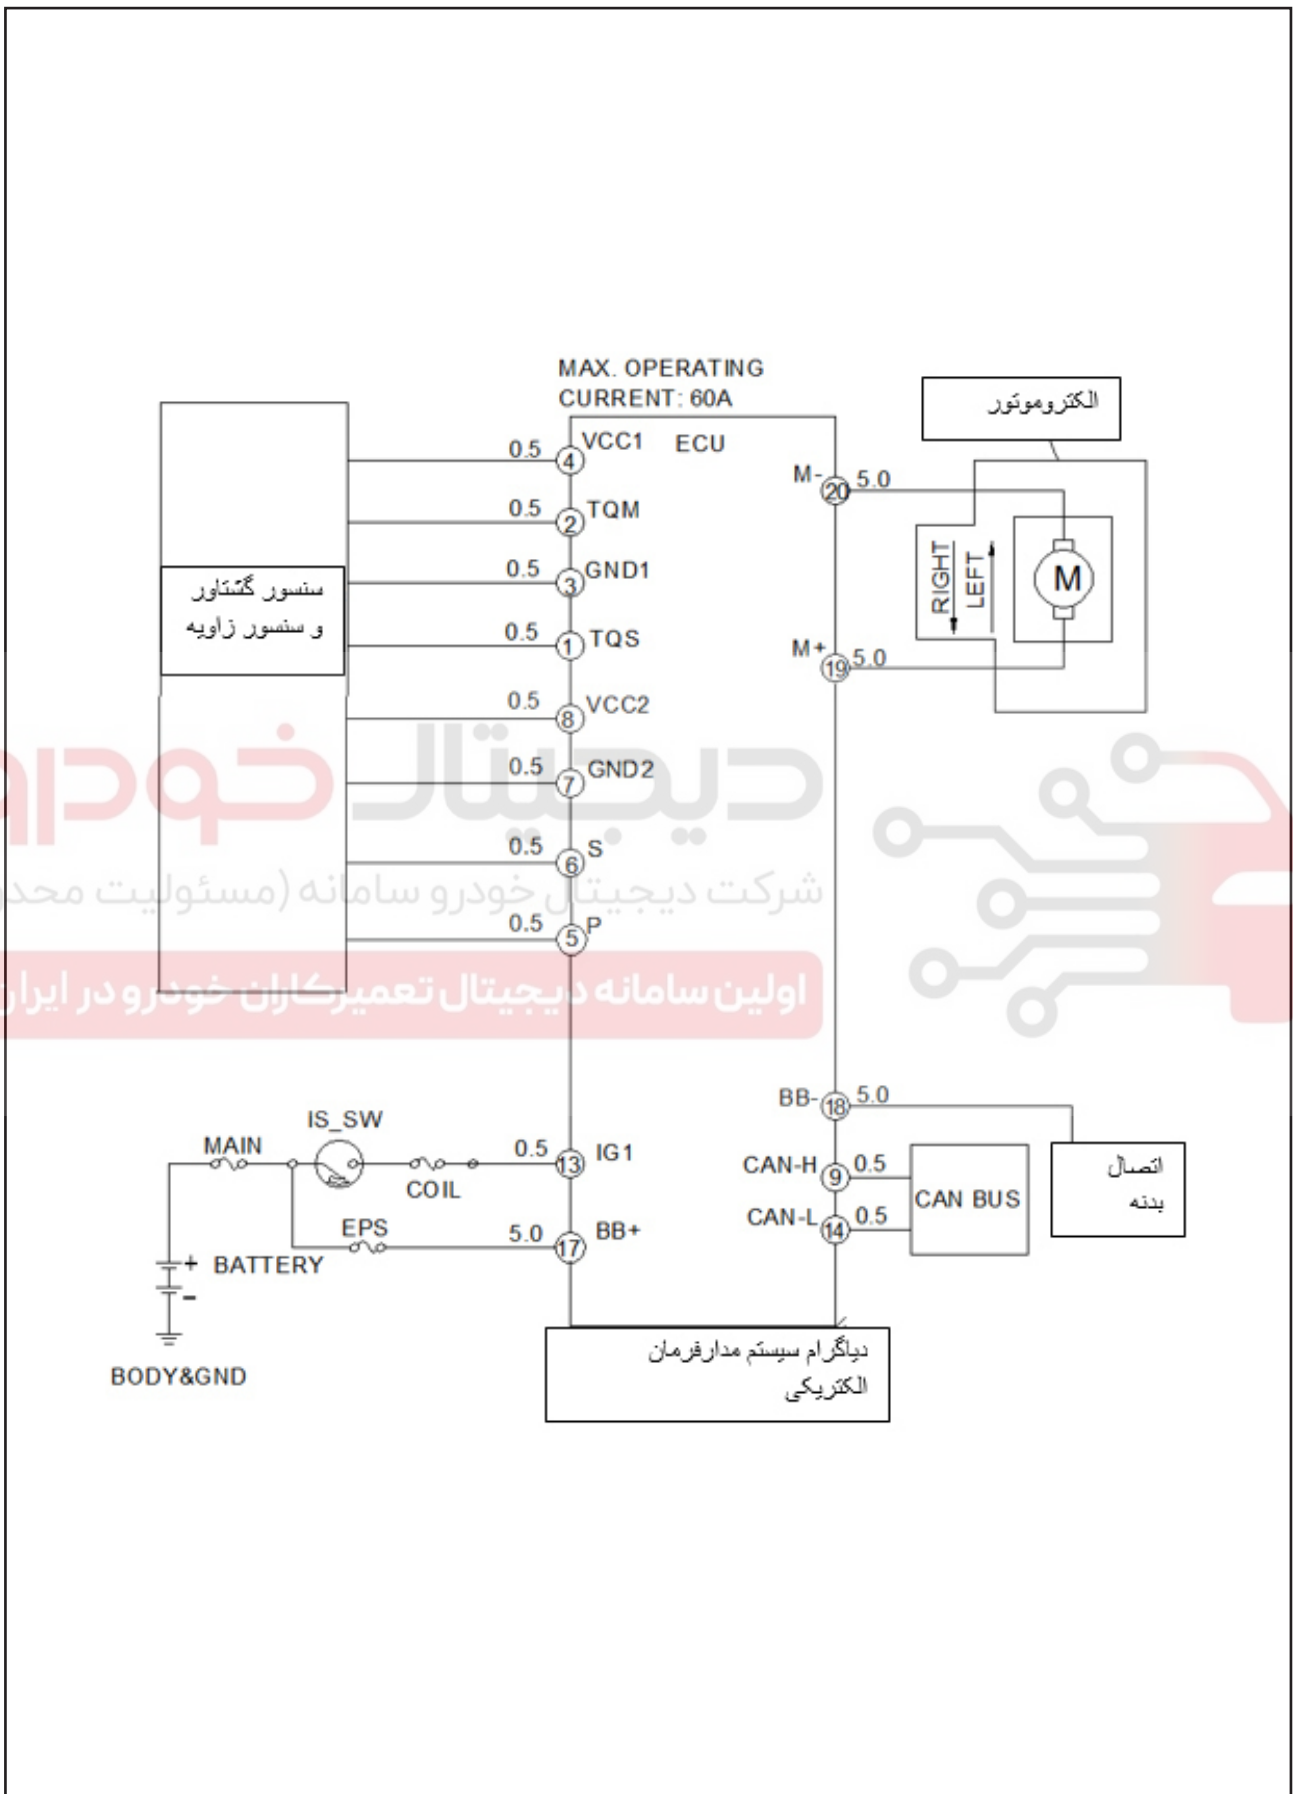 MAX. OPERATING
CURRENT: 60A
الکتروموتور
ECU
0.5 4 VCC1
0.5 2 TQM
0.5 3 GND1
0.5 1 TQS
0.5 8 VCC2
0.5 7 GND2
0.5 6 S
0.5 5 P
سنسور گشتاور
و سنسور زاویه
M- 20 5.0
RIGHT
LEFT
M
M+ 19 5.0
دیجیتال خودرو
شرکت دیجیتال خودرو سامانه (مسئولیت
اولین سامانه دیجیتال تعمیرکاران خودرو در ایران
BB- 18 5.0
CAN-H 9 0.5
CAN-L 14 0.5
CAN BUS
اتصال
بدنه
IS_SW
MAIN
COIL
0.5 13 IG1
EPS
5.0 17 BB+
+ BATTERY
-
BODY&GND
دیاگرام سیستم مدارفرمان
الکتریکی